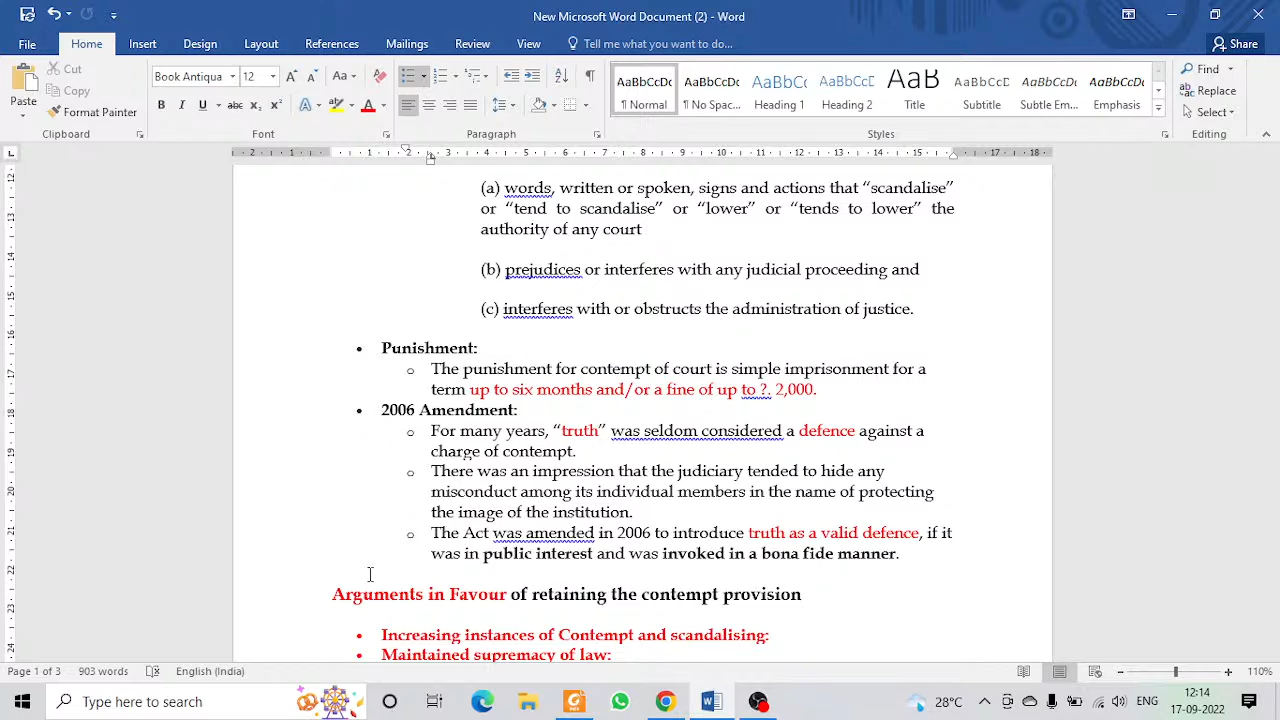 New Microsoft Word Document (2) - Word
File Home Insert Design Layout References Mailings Review View Tell me what you want to do... Share
Cut
Copy
Format Painter
Paste
Book Antiqua 12
Clipboard Font Paragraph Styles Editing
AaBbCcDc AaBbCcDc AaBbC( AaBbCcI AaB AaBbCcD AaBbCcDc AaBbCcDc
¶ Normal ¶ No Spac... Heading Heading Title Subtitle Subtle Em... Emphasis
Find
Replace
Select
(a) words, written or spoken, signs and actions that “scandalise”
or “tend to scandalise” or “lower” or “tends to lower” the
authority of any court
(b) prejudices or interferes with any judicial proceeding and
(c) interferes with or obstructs the administration of justice.
• Punishment:
o The punishment for contempt of court is simple imprisonment for a
term up to six months and/or a fine of up to ?. 2,000.
• 2006 Amendment:
o For many years, “truth” was seldom considered a defence against a
charge of contempt.
o There was an impression that the judiciary tended to hide any
misconduct among its individual members in the name of protecting
the image of the institution.
o The Act was amended in 2006 to introduce truth as a valid defence, if it
was in public interest and was invoked in a bona fide manner.
Arguments in Favour of retaining the contempt provision
• Increasing instances of Contempt and scandalising:
• Maintained supremacy of law:
Page 1 of 3 903 words English (India) 110%
Type here to search
28°C
12:14
17-09-2022